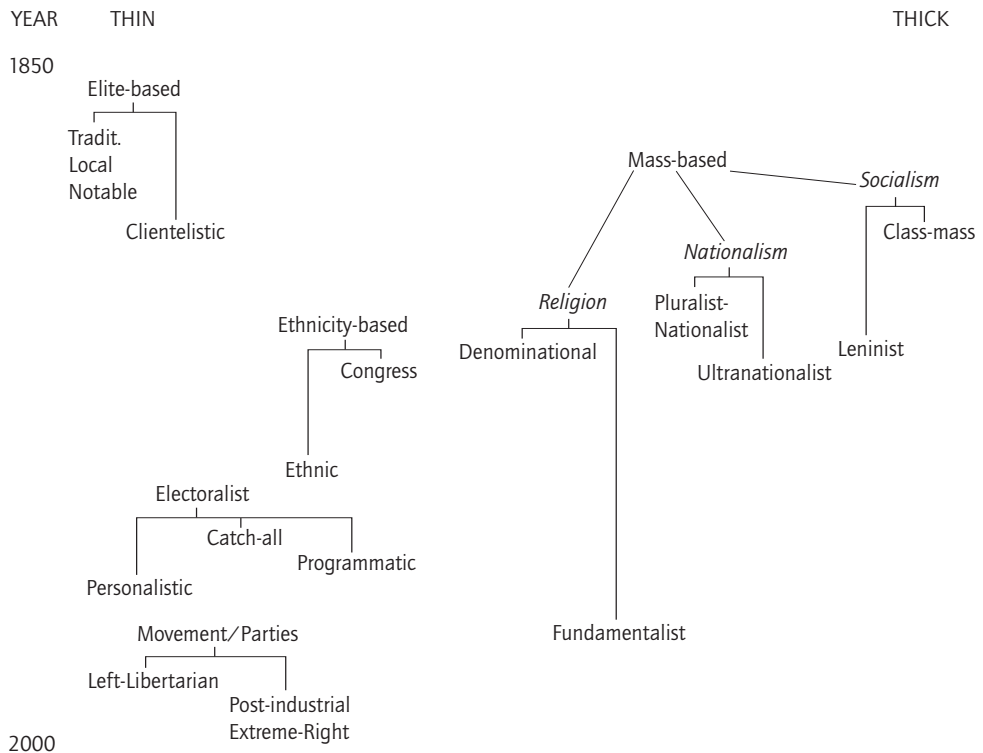 YEAR THIN THICK
1850
Elite-based
Tradit.
Local
Notable
Clientelistic
Mass-based
Socialism
Class-mass
Nationalism
Religion
Pluralist-
Nationalist
Ethnicity-based
Denominational
Leninist
Congress
Ultranationalist
Ethnic
Electoralist
Catch-all
Programmatic
Personalistic
Movement/Parties
Fundamentalist
Left-Libertarian
Post-industrial
Extreme-Right
2000